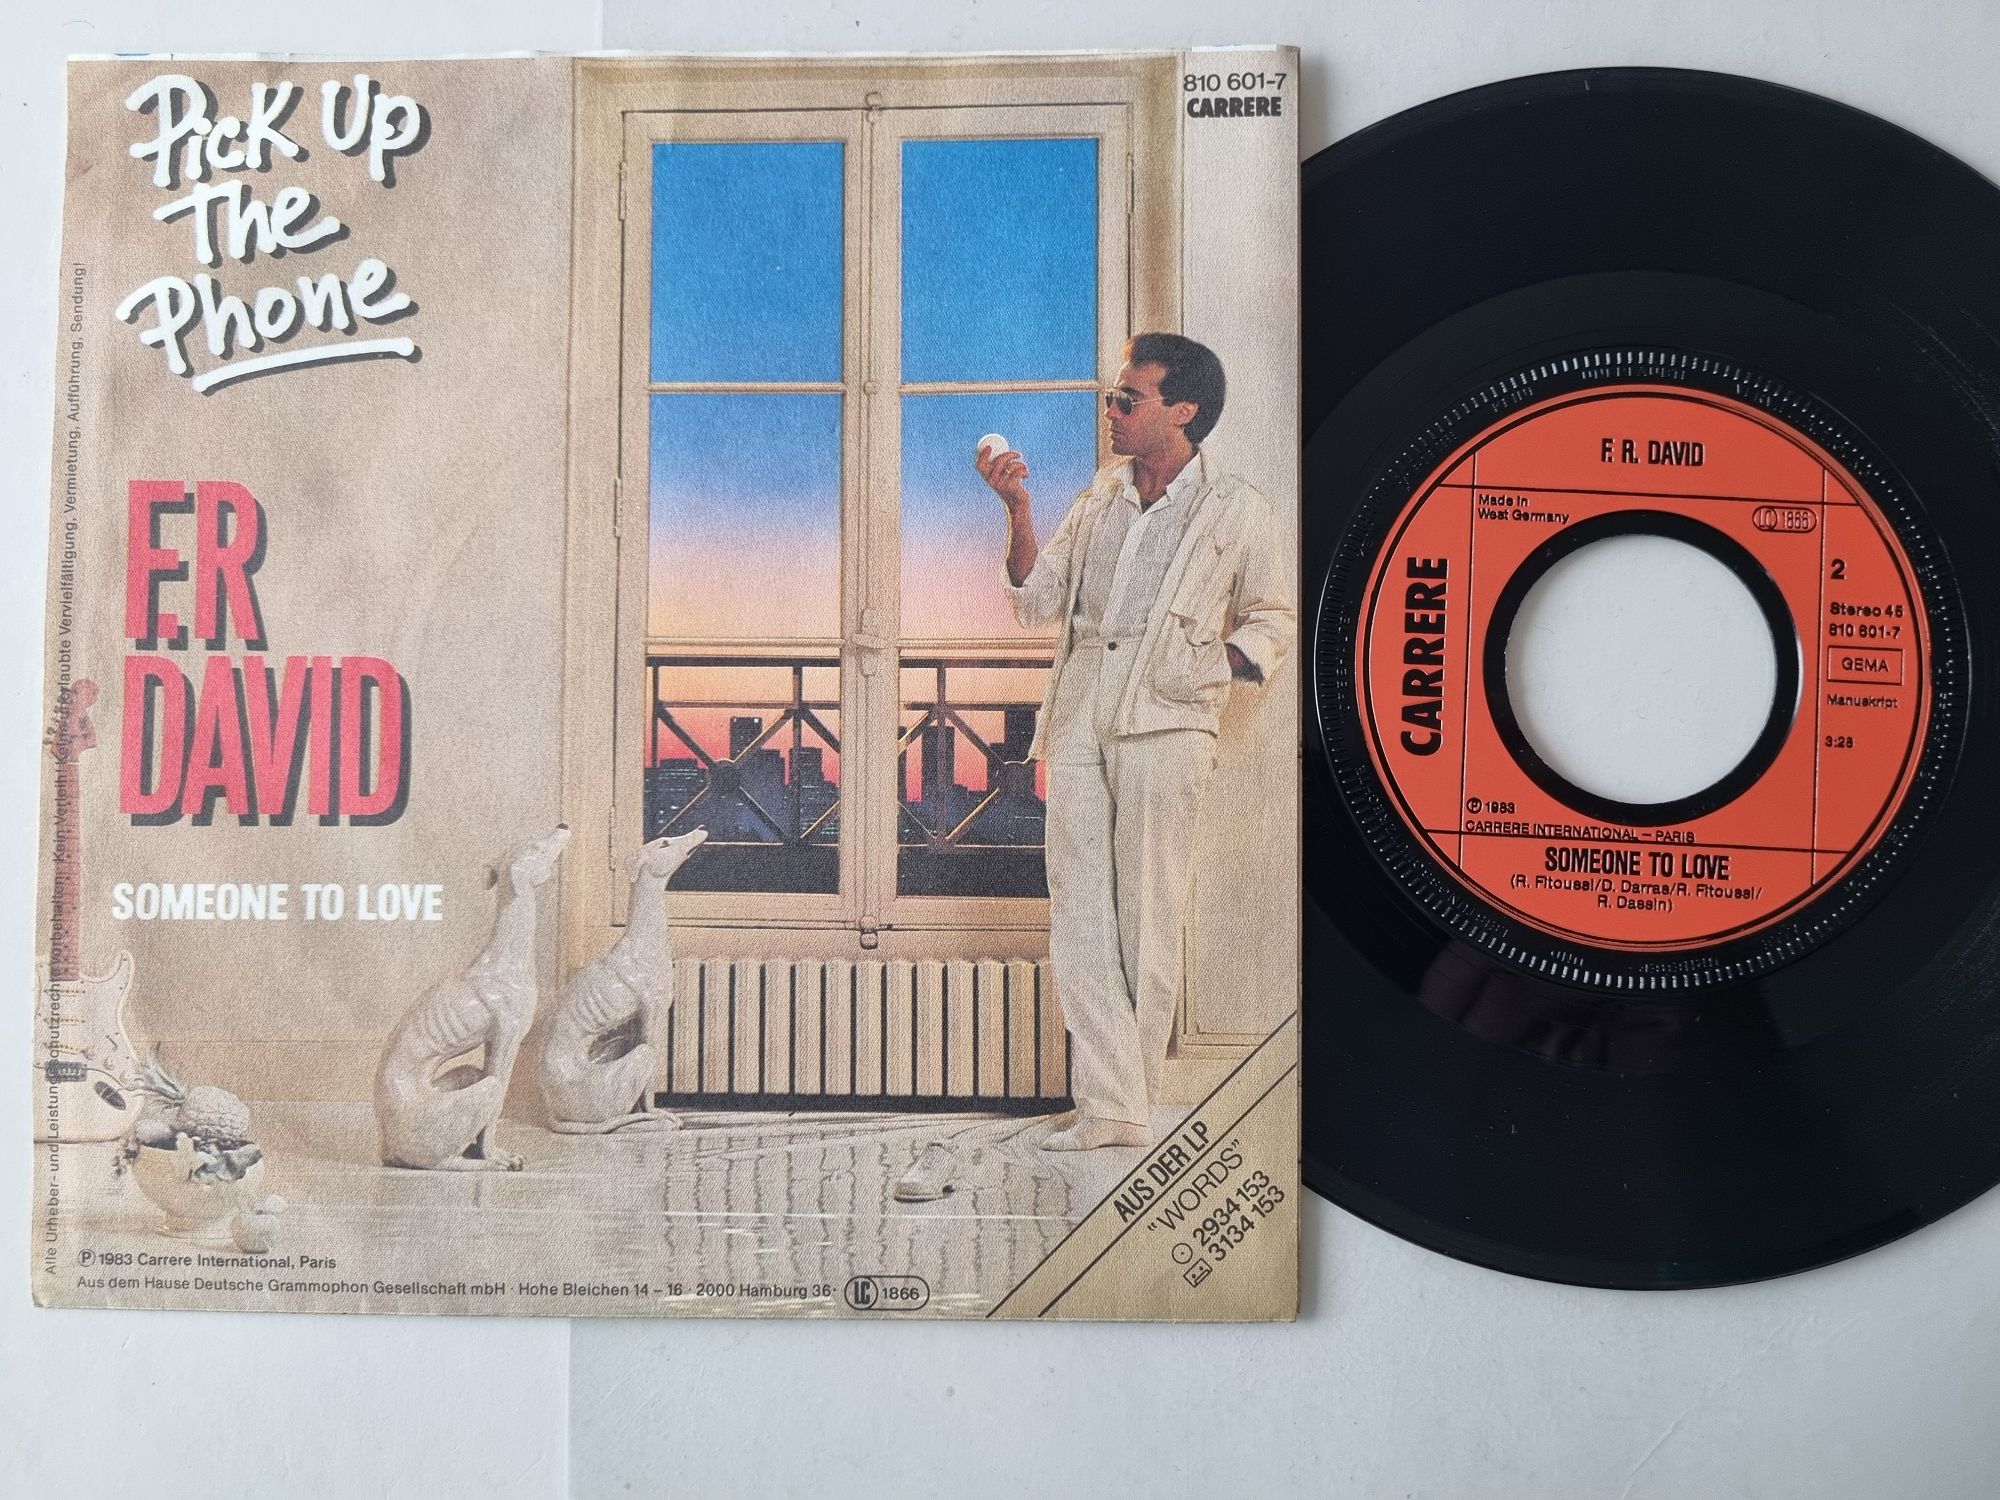 Pick Up
The
Phone
F.R.
DAVID
SOMEONE TO LOVE
810 601-7
CARRERE
Alle Urheber- und Leistungsschutzrechte vorbehalten. Kein Verleih! Keine unerlaubte Vervielfältigung, Vermietung, Aufführung, Sendung!
AUS DER LP
"WORDS"
2934 153
3134 153
Ⓟ 1983 Carrere International, Paris
Aus dem Hause Deutsche Grammophon Gesellschaft mbH · Hohe Bleichen 14 – 16 · 2000 Hamburg 36 · LC 1866
F. R. DAVID
Made in
West Germany
LC 1866
CARRERE
2
Stereo 45
810 601-7
GEMA
Manuskript
3:28
Ⓟ 1983
CARRERE INTERNATIONAL – PARIS
SOMEONE TO LOVE
(R. Fitoussi/D. Darras/R. Fitoussi/
R. Dassin)